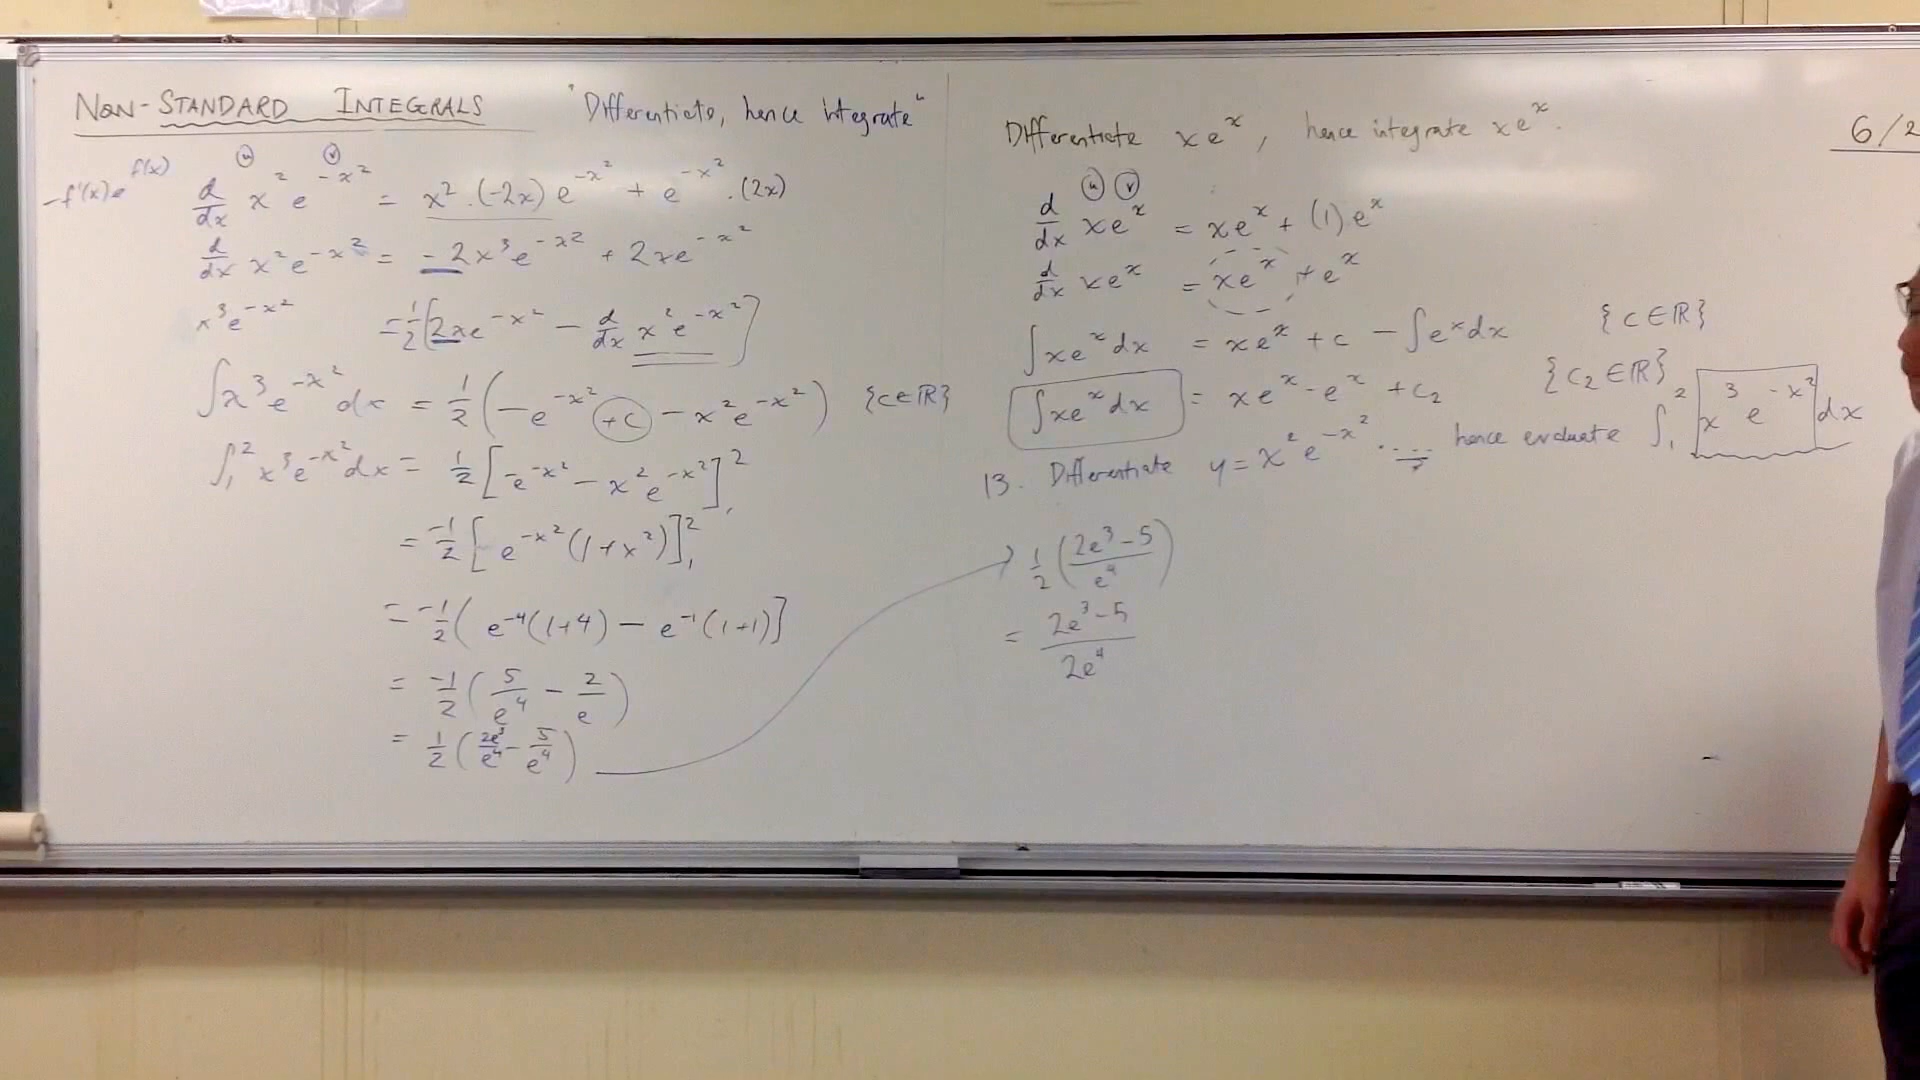 NON-STANDARD INTEGRALS "Differentiate, hence integrate"
-f'(x)e^{f(x)}
ⓤ ⓥ
d/dx x² e^{-x²} = x².(-2x)e^{-x²} + e^{-x²}.(2x)
d/dx x²e^{-x²} = -2x³e^{-x²} + 2xe^{-x²}
x³e^{-x²} = -1/2[2xe^{-x²} - d/dx x²e^{-x²}]
∫x³e^{-x²}dx = 1/2(-e^{-x²} +c - x²e^{-x²}) {c∈ℝ}
∫₁² x³e^{-x²}dx = 1/2[-e^{-x²} - x²e^{-x²}]₁²
= -1/2[e^{-x²}(1+x²)]₁²
= -1/2(e^{-4}(1+4) - e^{-1}(1+1)]
= -1/2(5/e⁴ - 2/e)
= 1/2(2e³/e⁴ - 5/e⁴)
Differentiate xe^x, hence integrate xe^x.
6/2
ⓤ ⓥ
d/dx xe^x = xe^x + (1)e^x
d/dx xe^x = xe^x + e^x
∫xe^x dx = xe^x + c - ∫e^x dx {c∈ℝ}
∫xe^x dx = xe^x - e^x + c₂ {c₂∈ℝ}
13. Differentiate y = x²e^{-x²} ..... hence evaluate ∫₁² x³e^{-x²} dx
1/2((2e³-5)/e⁴)
= (2e³-5)/2e⁴